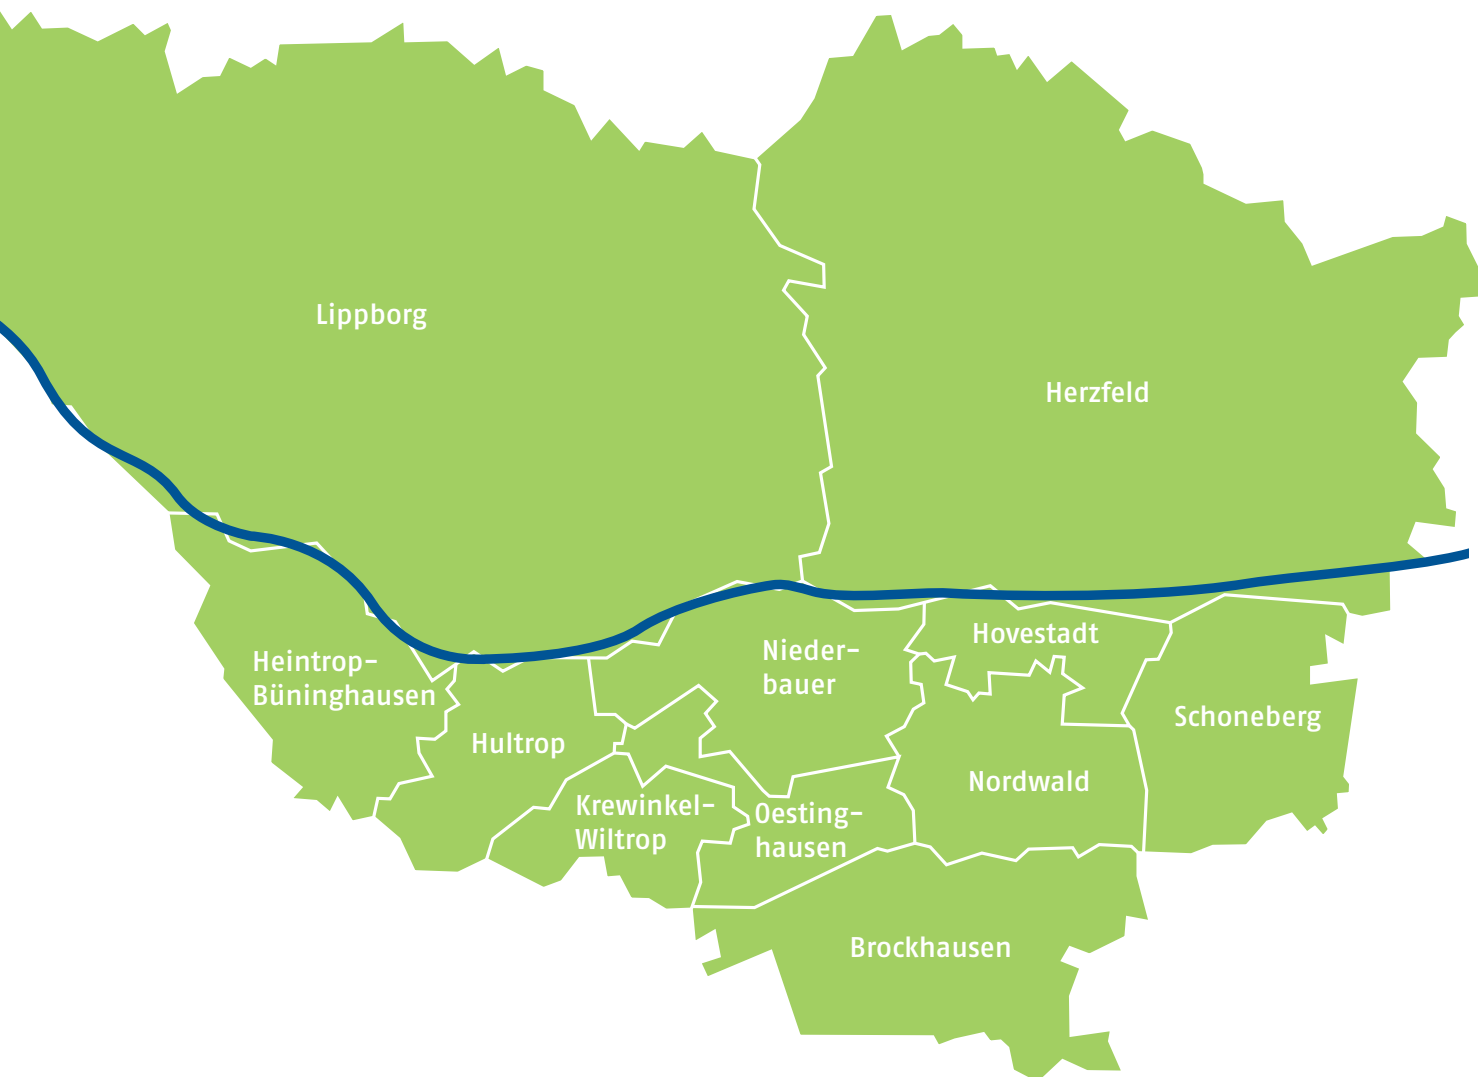 Lippborg
Herzfeld
Hovestadt
Nieder-
bauer
Heintrop-
Büninghausen
Schoneberg
Hultrop
Nordwald
Krewinkel-
Wiltrop
Oesting-
hausen
Brockhausen